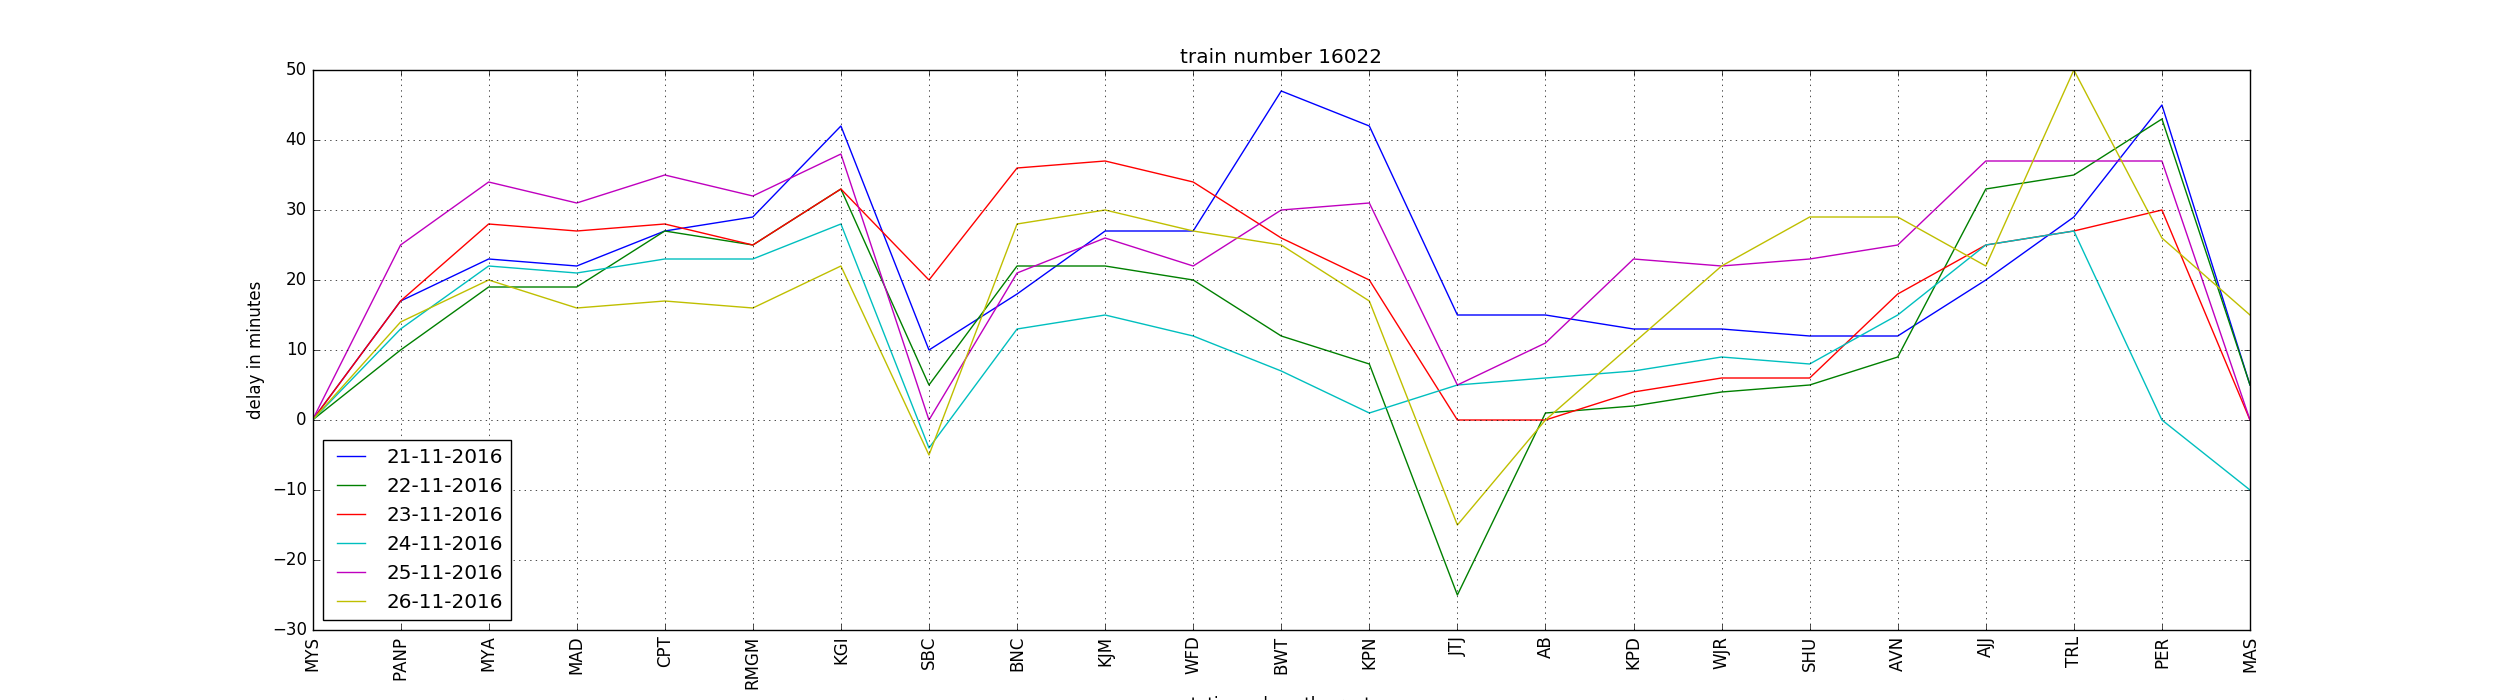 train number 16022
50
40
30
20
10
0
−10
−20
−30
delay in minutes
21-11-2016
22-11-2016
23-11-2016
24-11-2016
25-11-2016
26-11-2016
MYS
PANP
MYA
MAD
CPT
RMGM
KGI
SBC
BNC
KJM
WFD
BWT
KPN
JTJ
AB
KPD
WJR
SHU
AVN
AJJ
TRL
PER
MAS